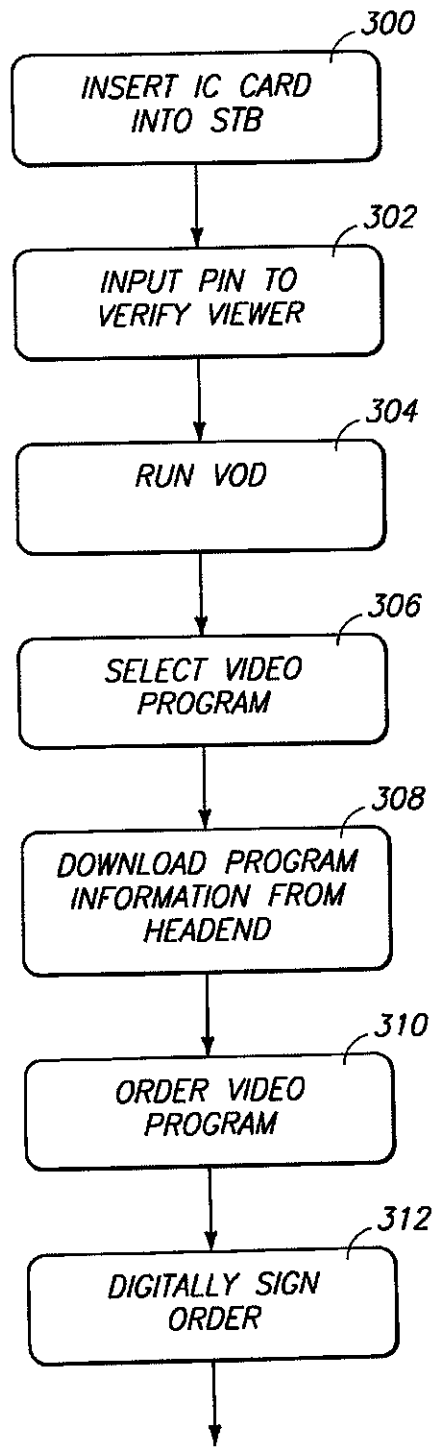 300
INSERT IC CARD
INTO STB
302
INPUT PIN TO
VERIFY VIEWER
304
RUN VOD
306
SELECT VIDEO
PROGRAM
308
DOWNLOAD PROGRAM
INFORMATION FROM
HEADEND
310
ORDER VIDEO
PROGRAM
312
DIGITALLY SIGN
ORDER